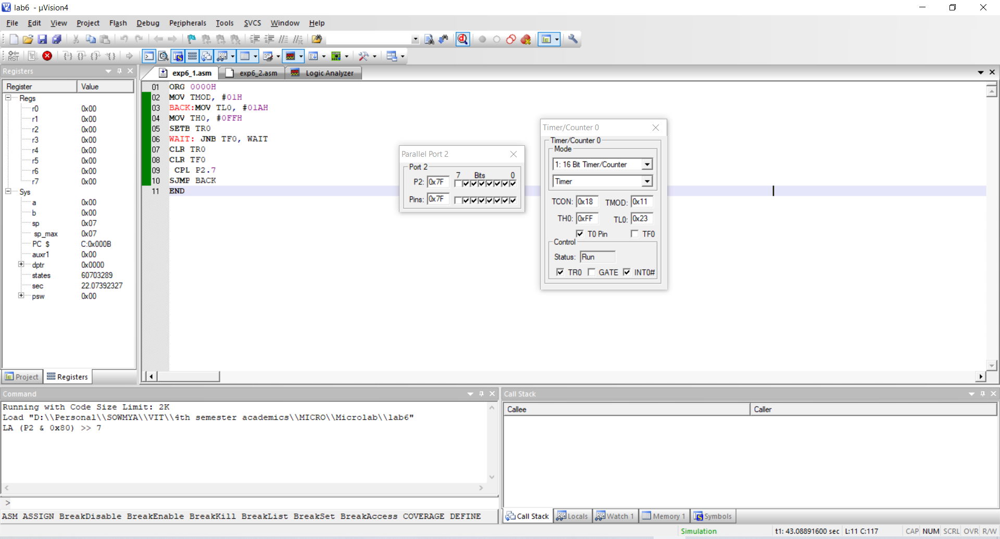 lab6 - µVision4
File Edit View Project Flash Debug Peripherals Tools SVCS Window Help
RST
Registers
Register Value
Regs
r0 0x00
r1 0x00
r2 0x00
r3 0x00
r4 0x00
r5 0x00
r6 0x00
r7 0x00
Sys
a 0x00
b 0x00
sp 0x07
sp_max 0x07
PC $ C:0x000B
auxr1 0x00
dptr 0x0000
states 60703289
sec 22.07392327
psw 0x00
Project Registers
exp6_1.asm exp6_2.asm Logic Analyzer
01 ORG 0000H
02 MOV TMOD, #01H
03 BACK:MOV TL0, #01AH
04 MOV TH0, #0FFH
05 SETB TR0
06 WAIT: JNB TF0, WAIT
07 CLR TR0
08 CLR TF0
09 CPL P2.7
10 SJMP BACK
11 END
Parallel Port 2
Port 2
7 Bits 0
P2: 0x7F
Pins: 0x7F
Timer/Counter 0
Timer/Counter 0
Mode
1: 16 Bit Timer/Counter
Timer
TCON: 0x18 TMOD: 0x11
TH0: 0xFF TL0: 0x23
T0 Pin TF0
Control
Status: Run
TR0 GATE INT0#
Command
Running with Code Size Limit: 2K
Load "D:\\Personal\\SOWMYA\\VIT\\4th semester academics\\MICRO\\Microlab\\lab6"
LA (P2 & 0x80) >> 7
>
ASM ASSIGN BreakDisable BreakEnable BreakKill BreakList BreakSet BreakAccess COVERAGE DEFINE
Call Stack
Callee Caller
Call Stack Locals Watch 1 Memory 1 Symbols
Simulation t1: 43.08891600 sec L:11 C:117 CAP NUM SCRL OVR R/W